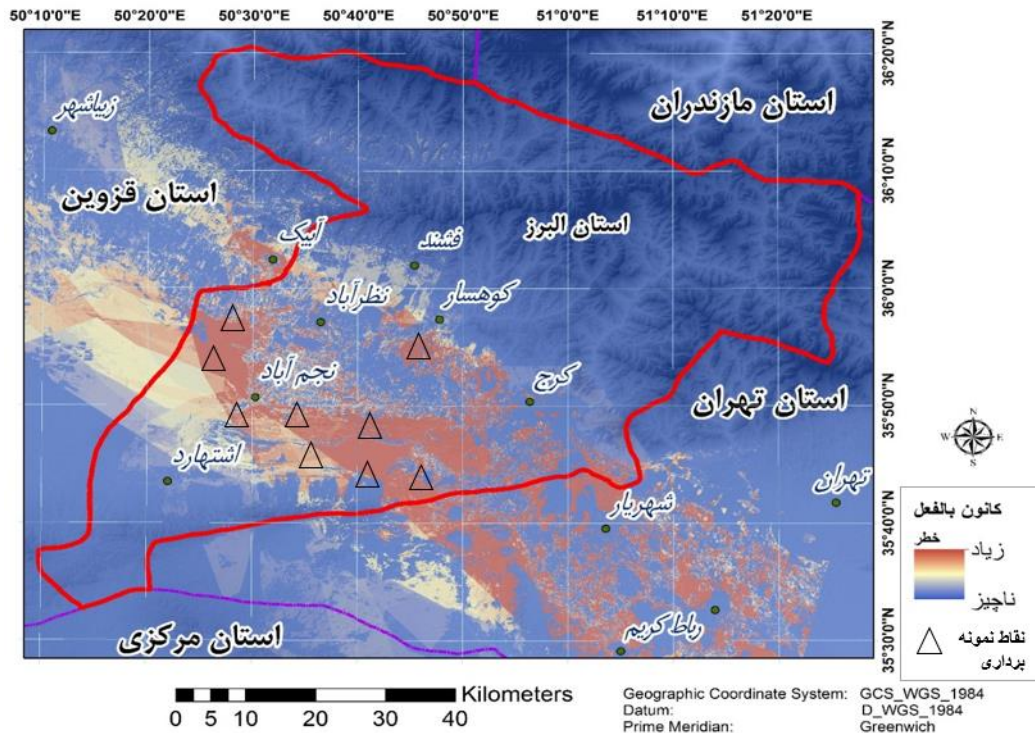 50°10'0"E 50°20'0"E 50°30'0"E 50°40'0"E 50°50'0"E 51°00'0"E 51°10'0"E 51°20'0"E
36°20'0"N
استان مازندران
زیباشهر
36°10'0"N
استان قزوین
استان البرز
آبیک
فشند
36°0'0"N
نظرآباد
کوهسار
نجم آباد
کرج
استان تهران
35°50'0"N
اشتهارد
تهران
شهریار
35°40'0"N
رباط کریم
استان مرکزی
35°30'0"N
N
W E
S
کانون بالفعل
خطر
زیاد
ناچیز
نقاط نمونه
برداری
Kilometers
0 5 10 20 30 40
Geographic Coordinate System: GCS_WGS_1984
Datum: D_WGS_1984
Prime Meridian: Greenwich